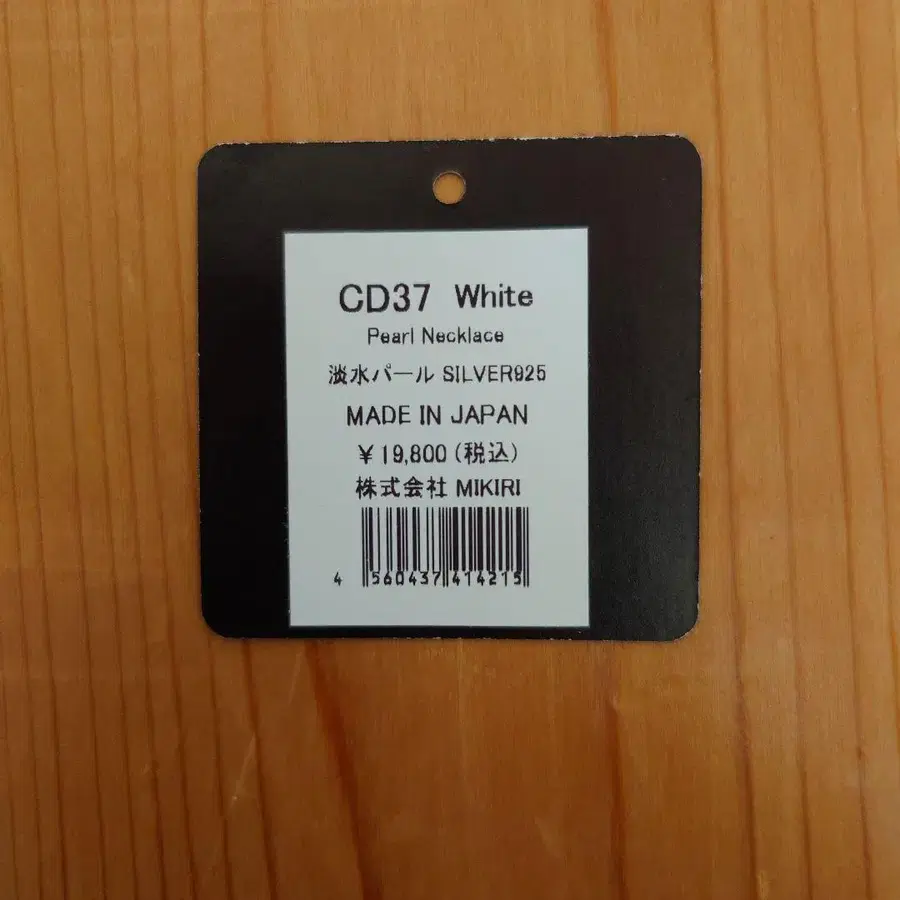 CD37 White
Pearl Necklace
淡水パール SILVER925
MADE IN JAPAN
￥19,800(税込)
株式会社 MIKIRI
4 560437 414215